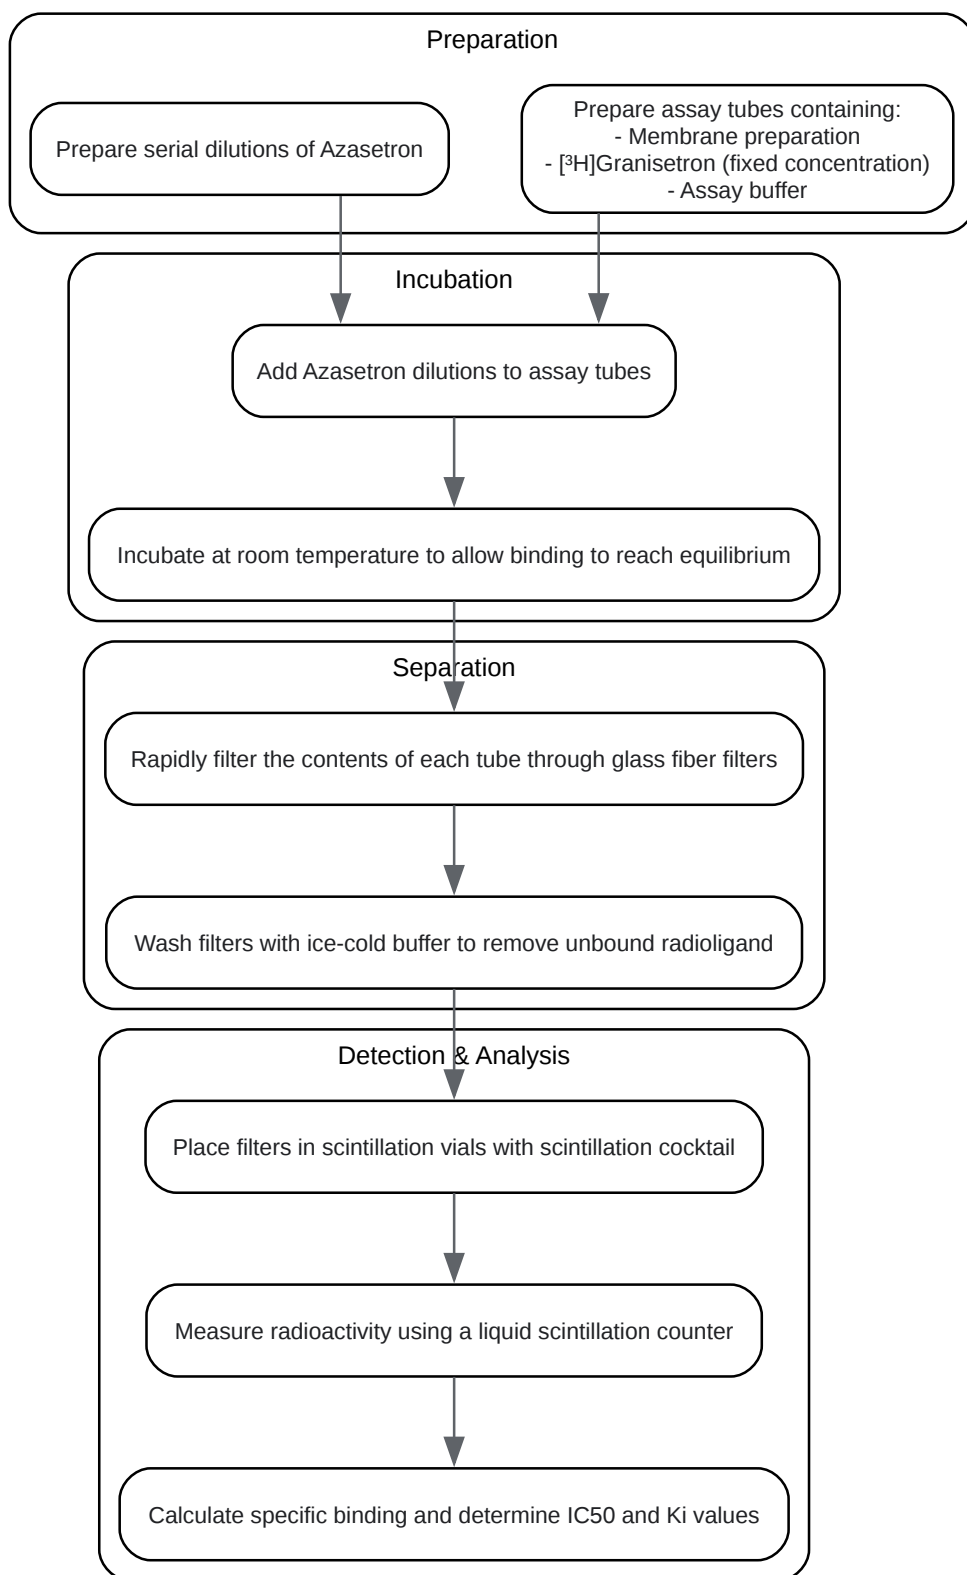 Preparation
Prepare serial dilutions of Azasetron
Prepare assay tubes containing:
- Membrane preparation
- [³H]Granisetron (fixed concentration)
- Assay buffer
Incubation
Add Azasetron dilutions to assay tubes
Incubate at room temperature to allow binding to reach equilibrium
Separation
Rapidly filter the contents of each tube through glass fiber filters
Wash filters with ice-cold buffer to remove unbound radioligand
Detection & Analysis
Place filters in scintillation vials with scintillation cocktail
Measure radioactivity using a liquid scintillation counter
Calculate specific binding and determine IC50 and Ki values